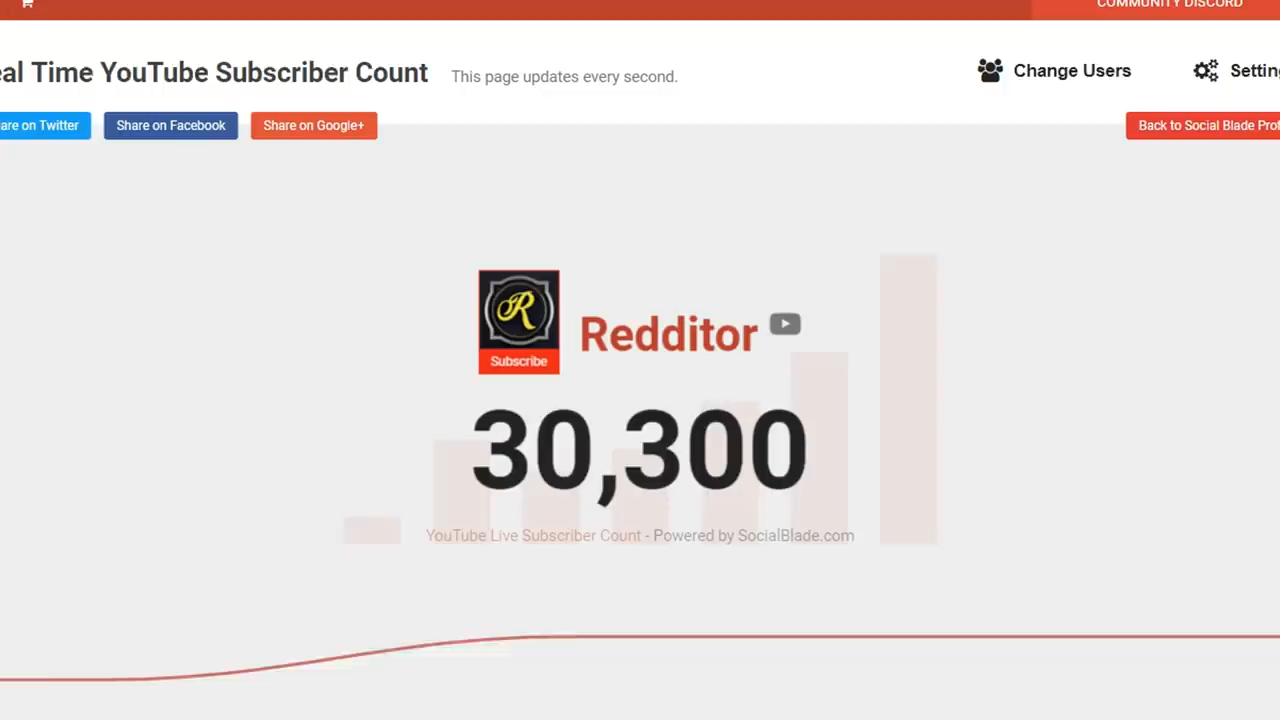 COMMUNITY DISCORD
eal Time YouTube Subscriber Count
This page updates every second.
Change Users
Setting
are on Twitter
Share on Facebook
Share on Google+
Back to Social Blade Prof
R
Subscribe
Redditor
30,300
YouTube Live Subscriber Count - Powered by SocialBlade.com